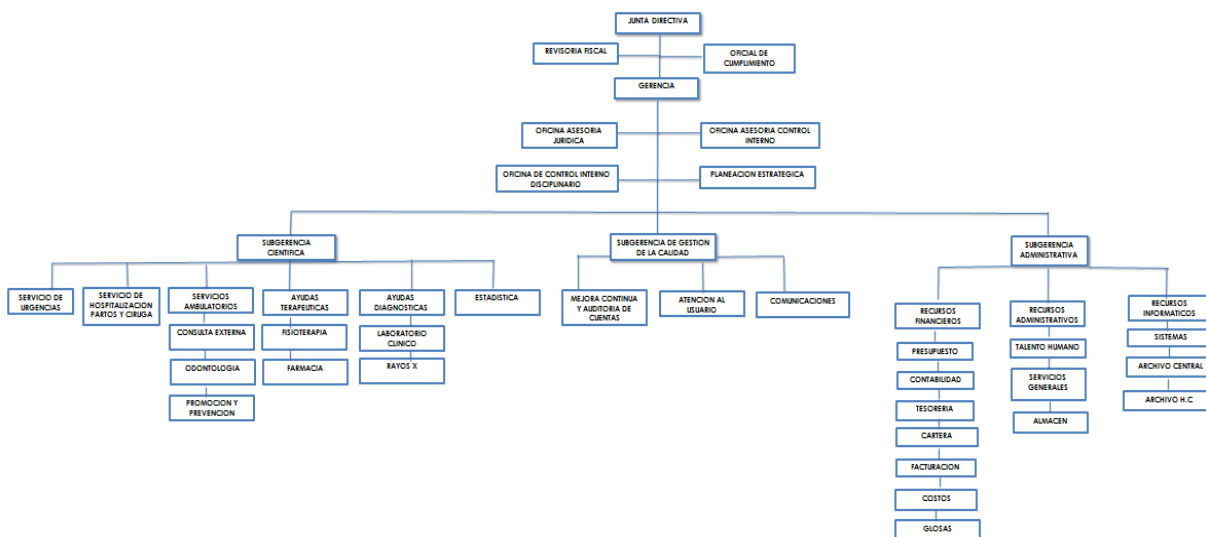 JUNTA DIRECTIVA
REVISORIA FISCAL
OFICIAL DE
CUMPLIMIENTO
GERENCIA
OFICINA ASESORIA
JURIDICA
OFICINA ASESORIA CONTROL
INTERNO
OFICINA DE CONTROL INTERNO
DISCIPLINARIO
PLANEACION ESTRATEGICA
SUBGERENCIA
CIENTIFICA
SUBGERENCIA DE GESTION
DE LA CALIDAD
SUBGERENCIA
ADMINISTRATIVA
SERVICIO DE
URGENCIAS
SERVICIO DE
HOSPITALIZACION
PARTOS Y CIRUGA
SERVICIOS
AMBULATORIOS
AYUDAS
TERAPEUTICAS
AYUDAS
DIAGNOSTICAS
ESTADISTICA
CONSULTA EXTERNA
FISIOTERAPIA
LABORATORIO
CLINICO
ODONTOLOGIA
FARMACIA
RAYOS X
PROMOCION Y
PREVENCION
MEJORA CONTINUA
Y AUDITORIA DE
CUENTAS
ATENCION AL
USUARIO
COMUNICACIONES
RECURSOS
FINANCIEROS
RECURSOS
ADMINISTRATIVOS
RECURSOS
INFORMATICOS
PRESUPUESTO
TALENTO HUMANO
SISTEMAS
CONTABILIDAD
SERVICIOS
GENERALES
ARCHIVO CENTRAL
TESORERIA
ALMACEN
ARCHIVO H.C
CARTERA
FACTURACION
COSTOS
GLOSAS